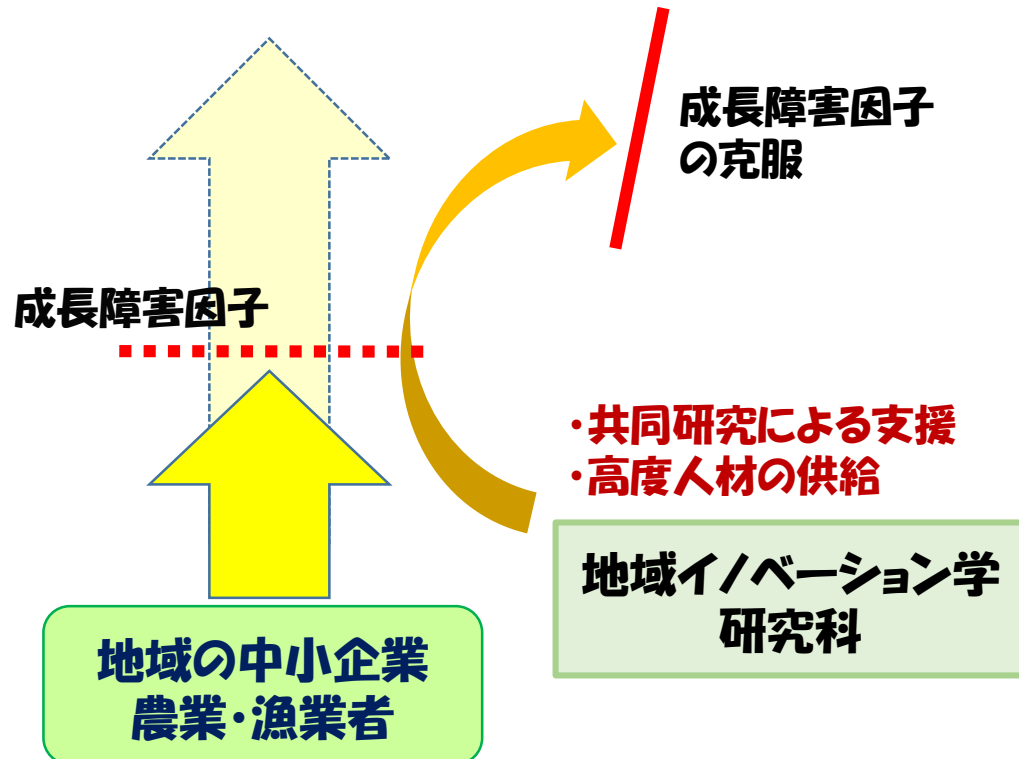 成長障害因子
の克服
成長障害因子
・共同研究による支援
・高度人材の供給
地域イノベーション学
研究科
地域の中小企業
農業・漁業者